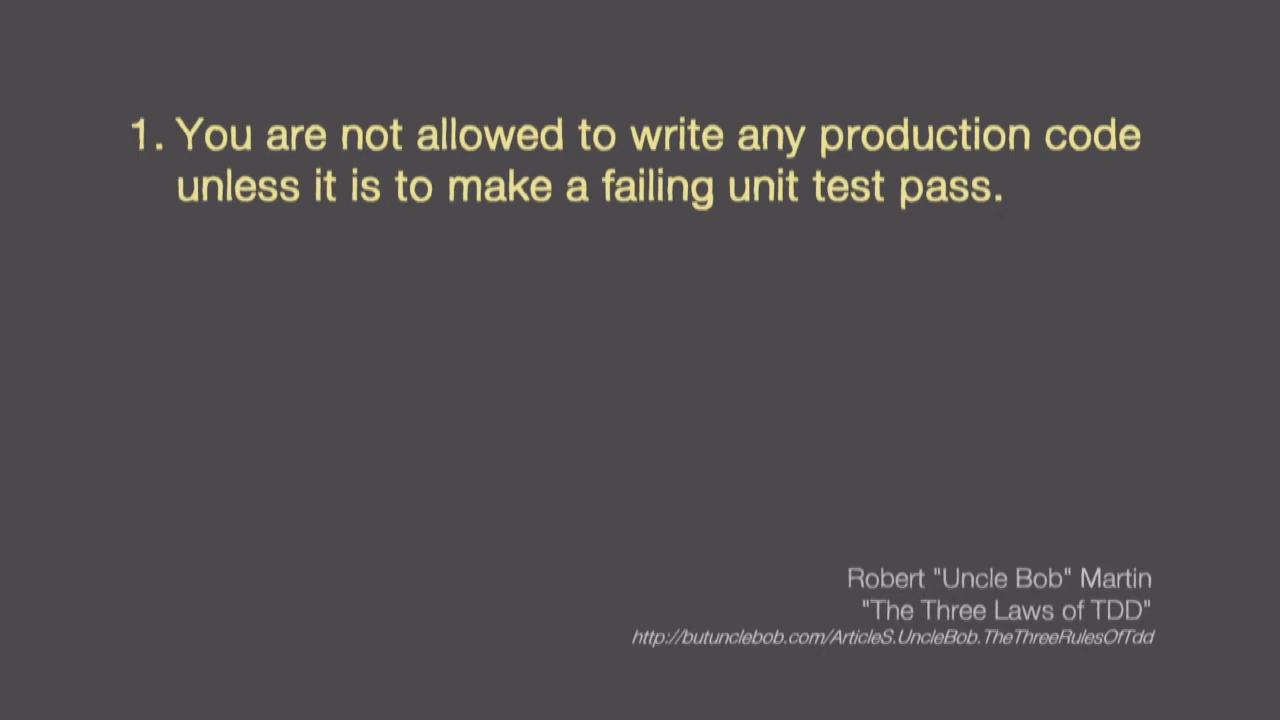 1. You are not allowed to write any production code
unless it is to make a failing unit test pass.
Robert "Uncle Bob" Martin
"The Three Laws of TDD"
http://butunclebob.com/ArticleS.UncleBob.TheThreeRulesOfTdd